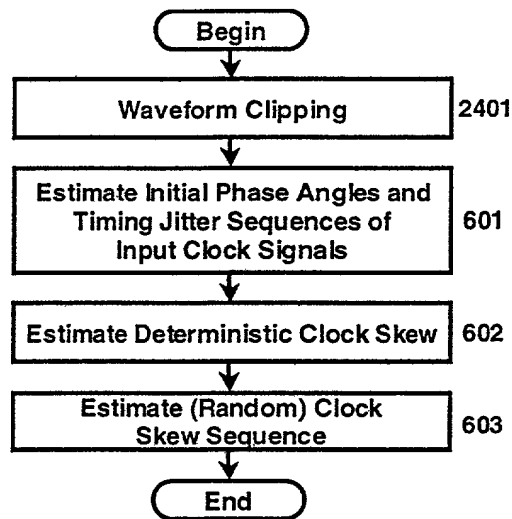 Begin
Waveform Clipping 2401
Estimate Initial Phase Angles and
Timing Jitter Sequences of
Input Clock Signals
601
Estimate Deterministic Clock Skew 602
Estimate (Random) Clock
Skew Sequence
603
End